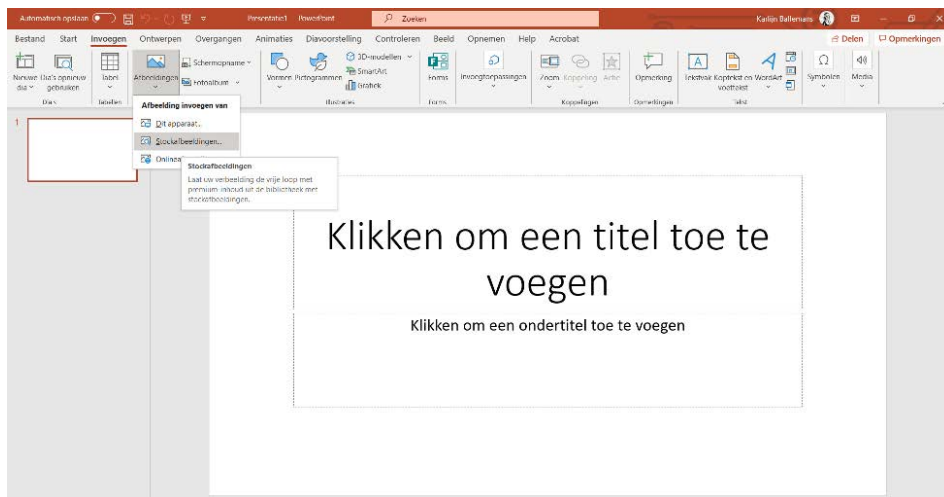 Automatisch opslaan
Presentatie1 PowerPoint
Zoeken
Karlijn Ballemans
Bestand Start Invoegen Ontwerpen Overgangen Animaties Diavoorstelling Controleren Beeld Opnemen Help Acrobat
Delen Opmerkingen
Nieuwe dia
Dia's opnieuw gebruiken
Tabel
Afbeeldingen
Schermopname
Fotoalbum
Vormen
Pictogrammen
3D-modellen
SmartArt
Grafiek
Forms
Invoegtoepassingen
Zoom
Koppeling
Actie
Opmerking
Tekstvak
Koptekst en voettekst
WordArt
Symbolen
Media
Dia's
Tabellen
Illustraties
Forms
Koppelingen
Opmerkingen
Tekst
Afbeelding invoegen van
Dit apparaat...
Stockafbeeldingen...
Stockafbeeldingen
Laat uw verbeelding de vrije loop met
premium inhoud uit de bibliotheek met
stockafbeeldingen.
1
Klikken om een titel toe te
voegen
Klikken om een ondertitel toe te voegen